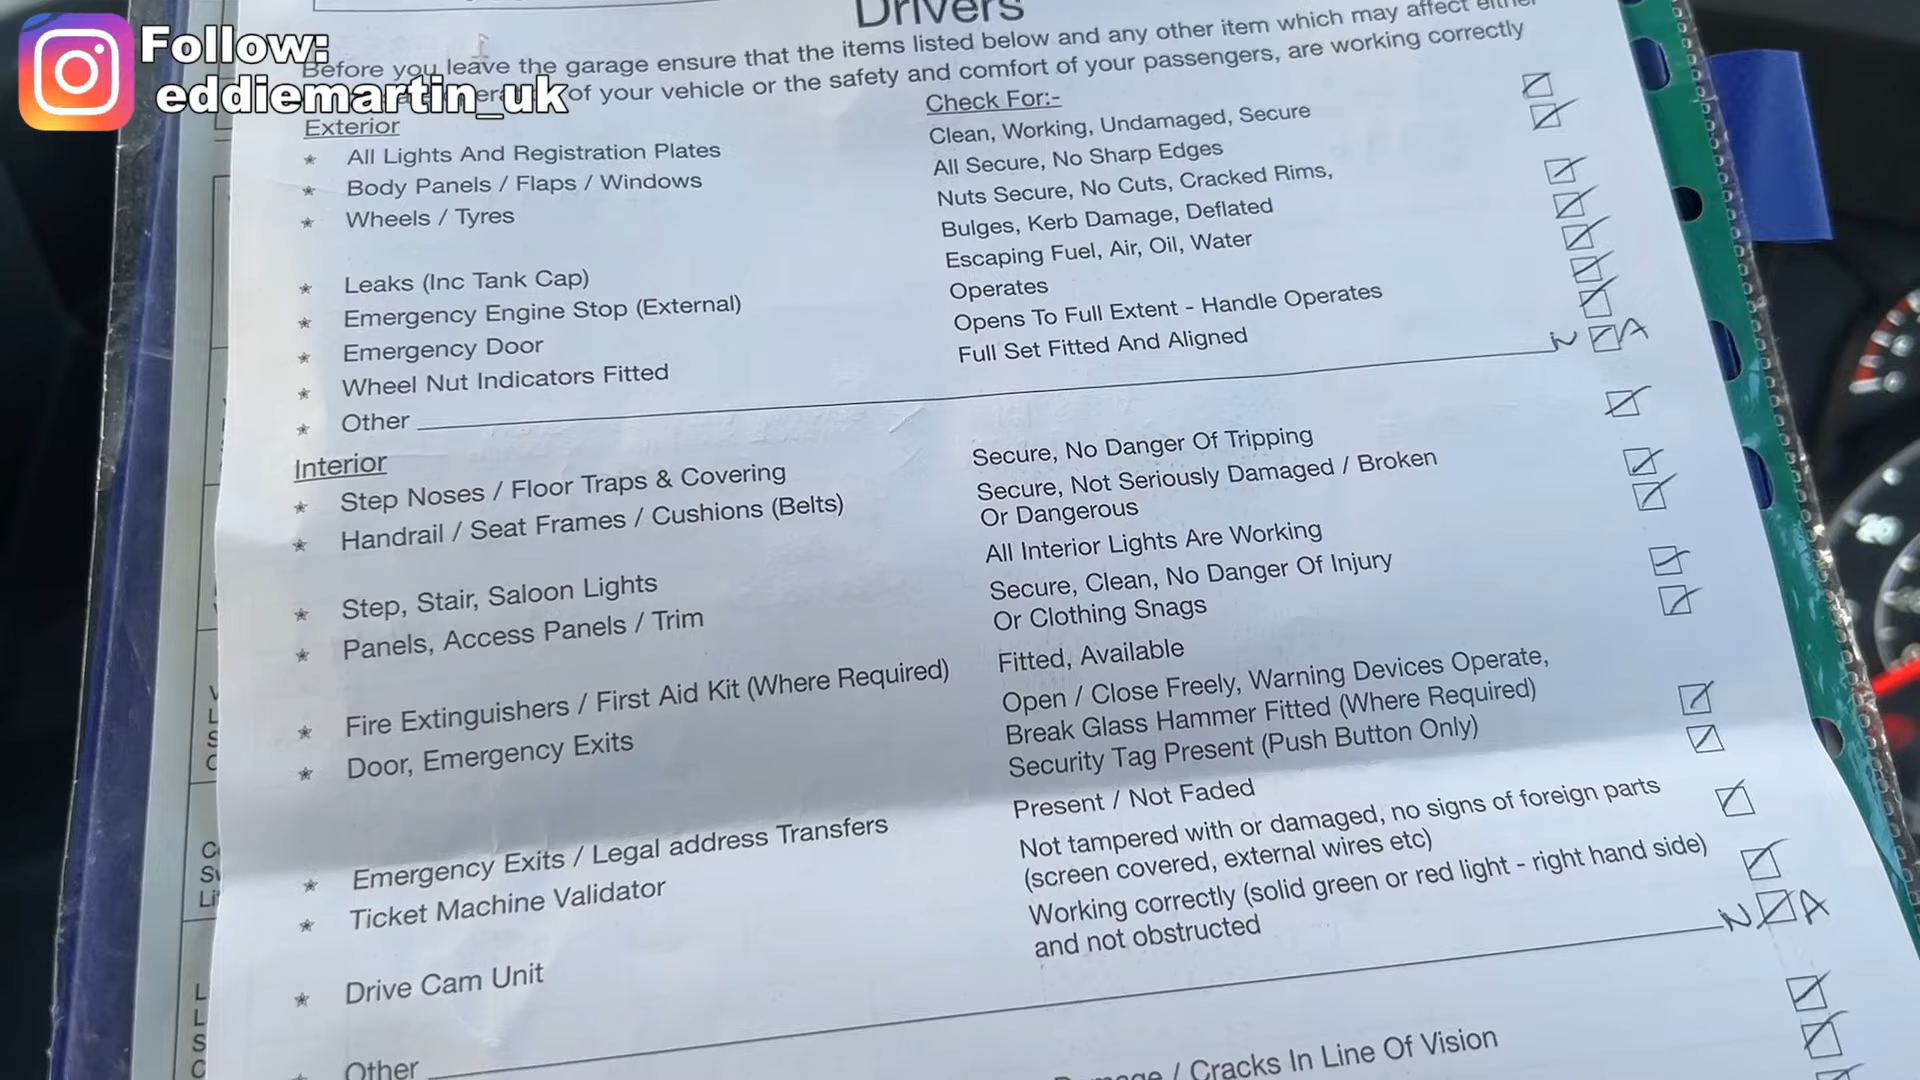 Follow:
eddiemartin_uk
Drivers
Before you leave the garage ensure that the items listed below and any other item which may affect either
of your vehicle or the safety and comfort of your passengers, are working correctly
Exterior
Check For:-
* All Lights And Registration Plates
Clean, Working, Undamaged, Secure
* Body Panels / Flaps / Windows
All Secure, No Sharp Edges
* Wheels / Tyres
Nuts Secure, No Cuts, Cracked Rims,
Bulges, Kerb Damage, Deflated
* Leaks (Inc Tank Cap)
Escaping Fuel, Air, Oil, Water
* Emergency Engine Stop (External)
Operates
* Emergency Door
Opens To Full Extent - Handle Operates
* Wheel Nut Indicators Fitted
Full Set Fitted And Aligned
* Other
N A
Interior
* Step Noses / Floor Traps & Covering
Secure, No Danger Of Tripping
* Handrail / Seat Frames / Cushions (Belts)
Secure, Not Seriously Damaged / Broken
Or Dangerous
* Step, Stair, Saloon Lights
All Interior Lights Are Working
* Panels, Access Panels / Trim
Secure, Clean, No Danger Of Injury
Or Clothing Snags
* Fire Extinguishers / First Aid Kit (Where Required)
Fitted, Available
* Door, Emergency Exits
Open / Close Freely, Warning Devices Operate,
Break Glass Hammer Fitted (Where Required)
Security Tag Present (Push Button Only)
* Emergency Exits / Legal address Transfers
Present / Not Faded
* Ticket Machine Validator
Not tampered with or damaged, no signs of foreign parts
(screen covered, external wires etc)
* Drive Cam Unit
Working correctly (solid green or red light - right hand side)
and not obstructed
* Other
N A
/ Cracks In Line Of Vision